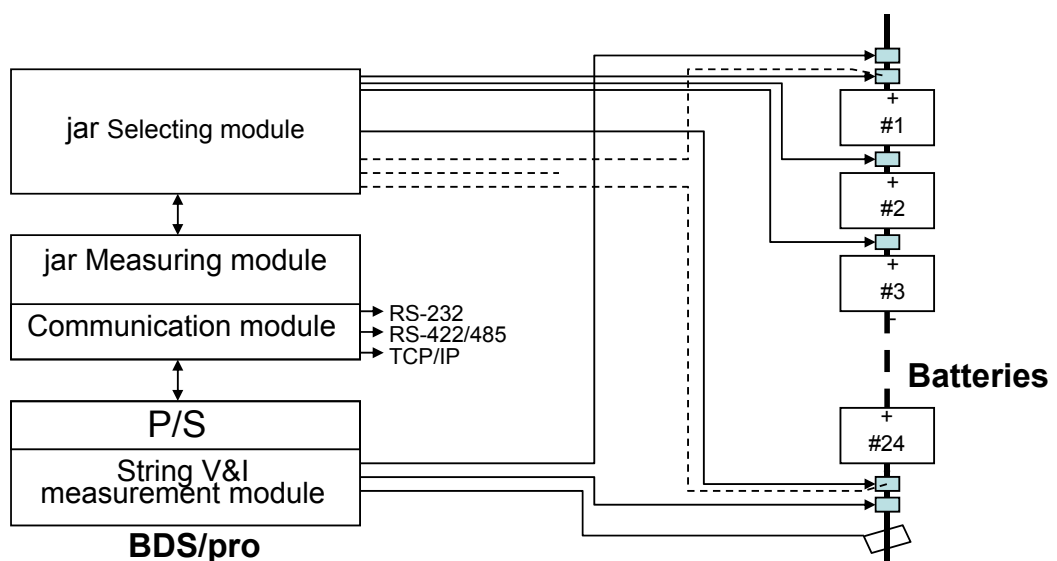 jar Selecting module
jar Measuring module
Communication module
RS-232
RS-422/485
TCP/IP
P/S
String V&I
measurement module
BDS/pro
+
#1
+
#2
+
#3
-
Batteries
+
#24